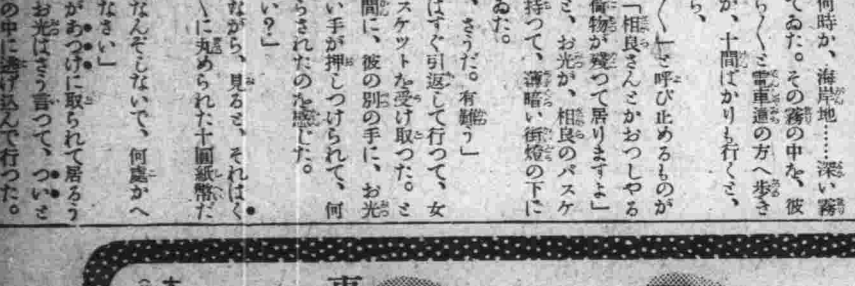 何時か、海岸地……深い霧
てゐた。その霧の中を、彼
らく〳〵と電車道の方へ歩き
が、十間ばかりも行くと、
ら、
く〳〵」と呼び止めるものが
「相良さんとかおつしやる
荷物が残つて居りますよ」
と、お光が、相良のバスケ
持つて、薄暗い街燈の下に
ゐた。
、さうだ。有難う」
はすぐ引返して行つて、女
スケツトを受け取つた。と
間に、彼の別の手に、お光
い手が押しつけられて、何
らされたのを感じた。
い？」
ながら、見ると、それはく
〳〵に丸められた十圓紙幣だ
なんぞしないで、何處かへ
なさい」
があつけに取られて居るう
お光はさう言つて、ついと
の中に逃げ込んで行つた。